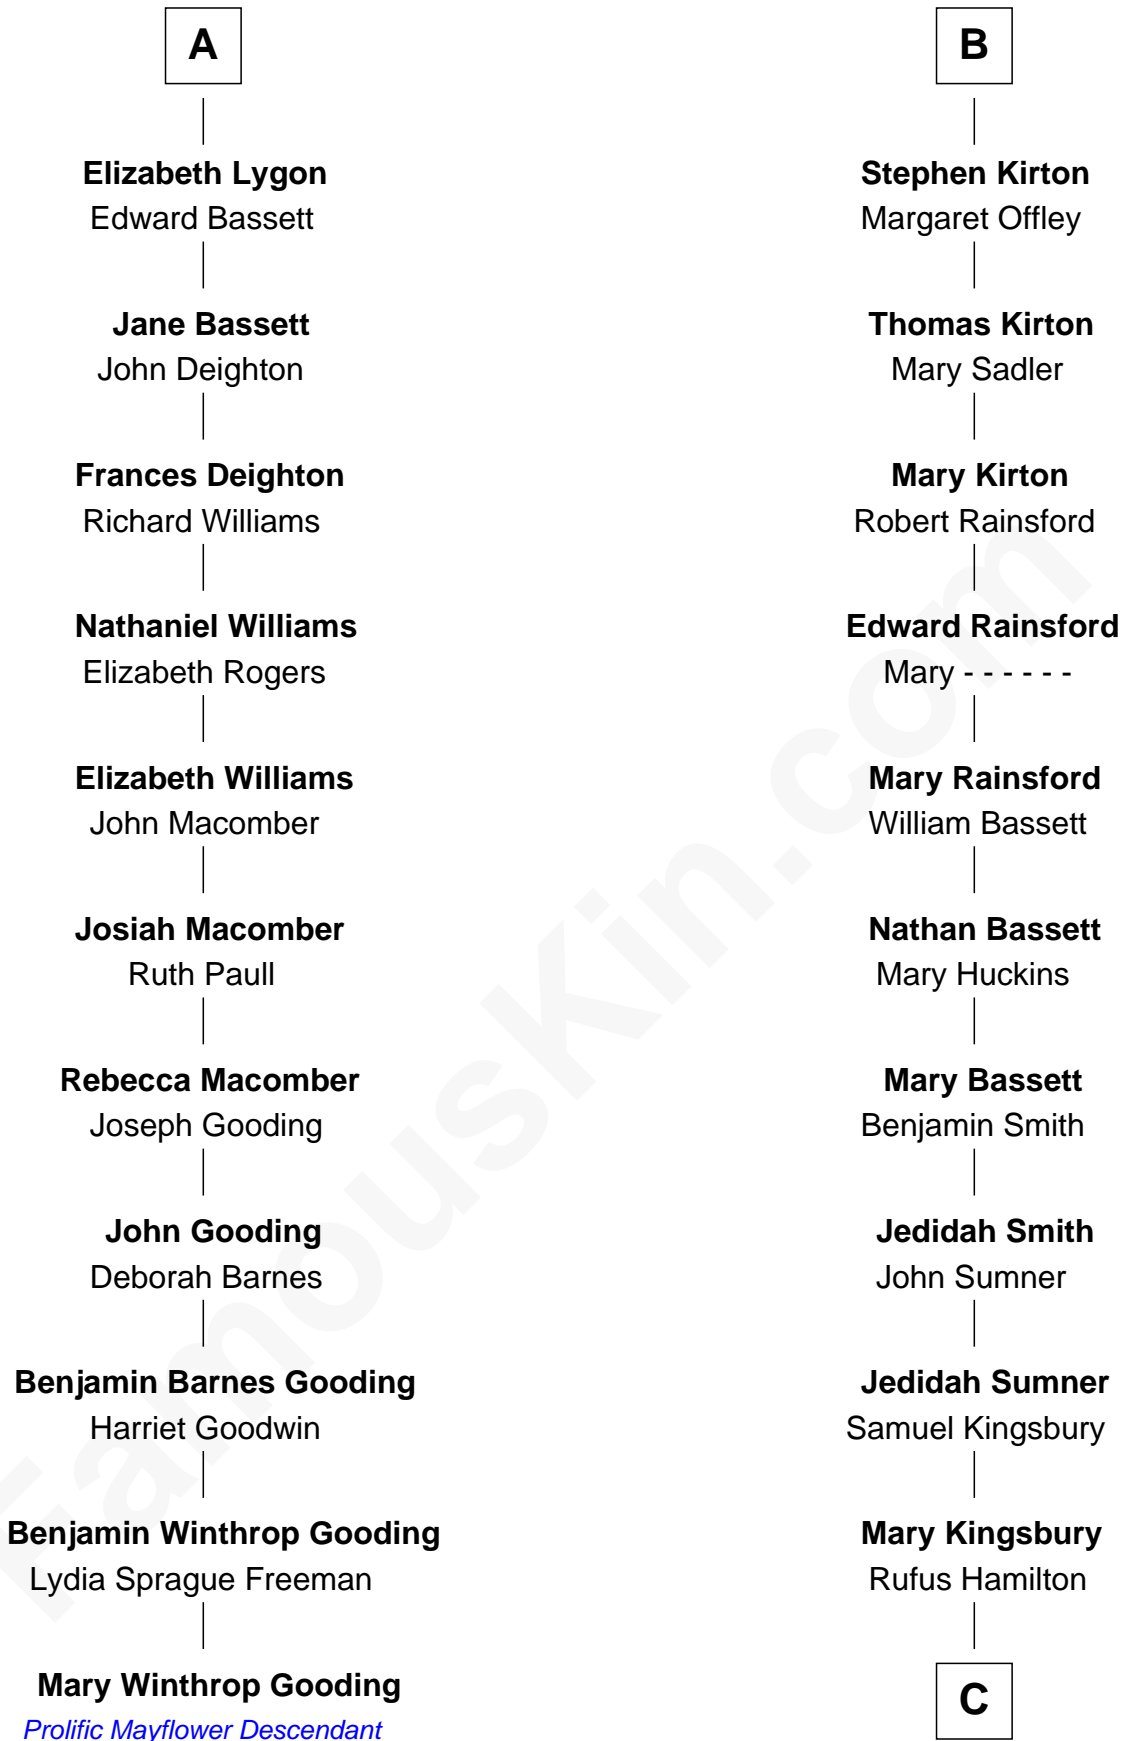 A
Elizabeth Lygon
Edward Bassett
Jane Bassett
John Deighton
Frances Deighton
Richard Williams
Nathaniel Williams
Elizabeth Rogers
Elizabeth Williams
John Macomber
Josiah Macomber
Ruth Paull
Rebecca Macomber
Joseph Gooding
John Gooding
Deborah Barnes
Benjamin Barnes Gooding
Harriet Goodwin
Benjamin Winthrop Gooding
Lydia Sprague Freeman
Mary Winthrop Gooding
Prolific Mayflower Descendant
B
Stephen Kirton
Margaret Offley
Thomas Kirton
Mary Sadler
Mary Kirton
Robert Rainsford
Edward Rainsford
Mary - - - - - -
Mary Rainsford
William Bassett
Nathan Bassett
Mary Huckins
Mary Bassett
Benjamin Smith
Jedidah Smith
John Sumner
Jedidah Sumner
Samuel Kingsbury
Mary Kingsbury
Rufus Hamilton
C
FamousKin.com